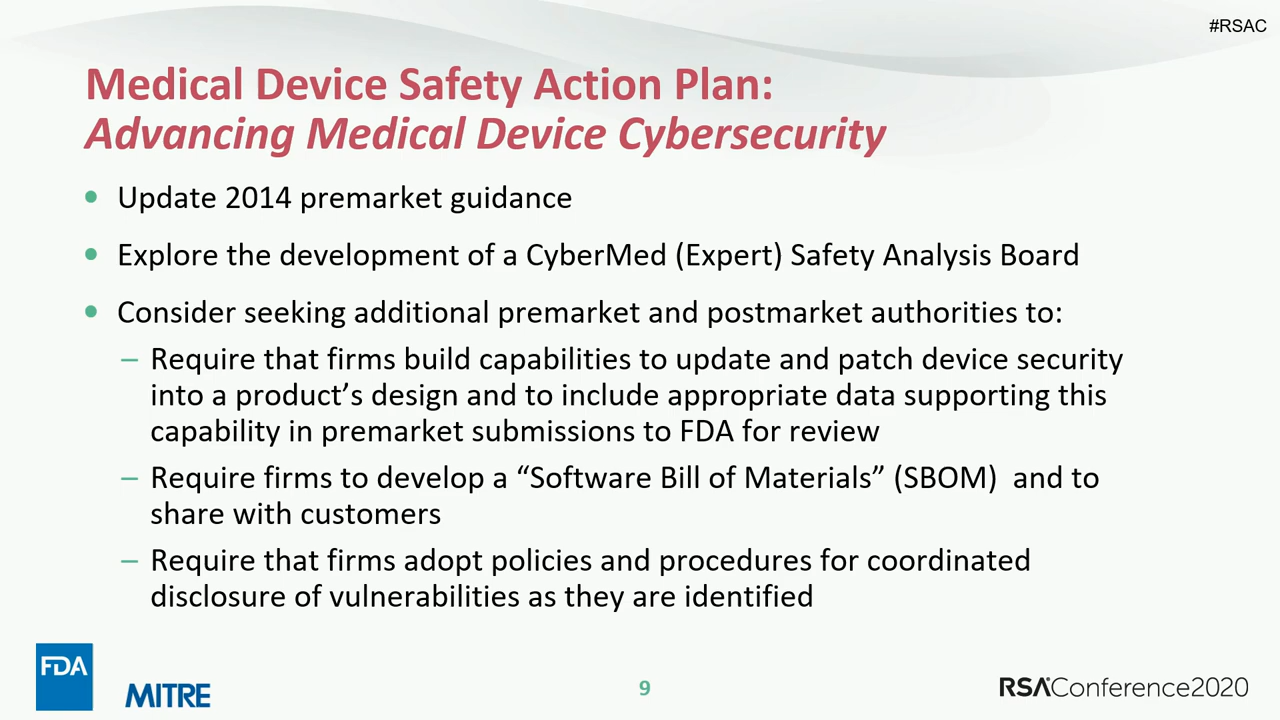 #RSAC
Medical Device Safety Action Plan:
Advancing Medical Device Cybersecurity
• Update 2014 premarket guidance
• Explore the development of a CyberMed (Expert) Safety Analysis Board
• Consider seeking additional premarket and postmarket authorities to:
– Require that firms build capabilities to update and patch device security
into a product’s design and to include appropriate data supporting this
capability in premarket submissions to FDA for review
– Require firms to develop a “Software Bill of Materials” (SBOM)  and to
share with customers
– Require that firms adopt policies and procedures for coordinated
disclosure of vulnerabilities as they are identified
FDA
MITRE
9
RSAConference2020